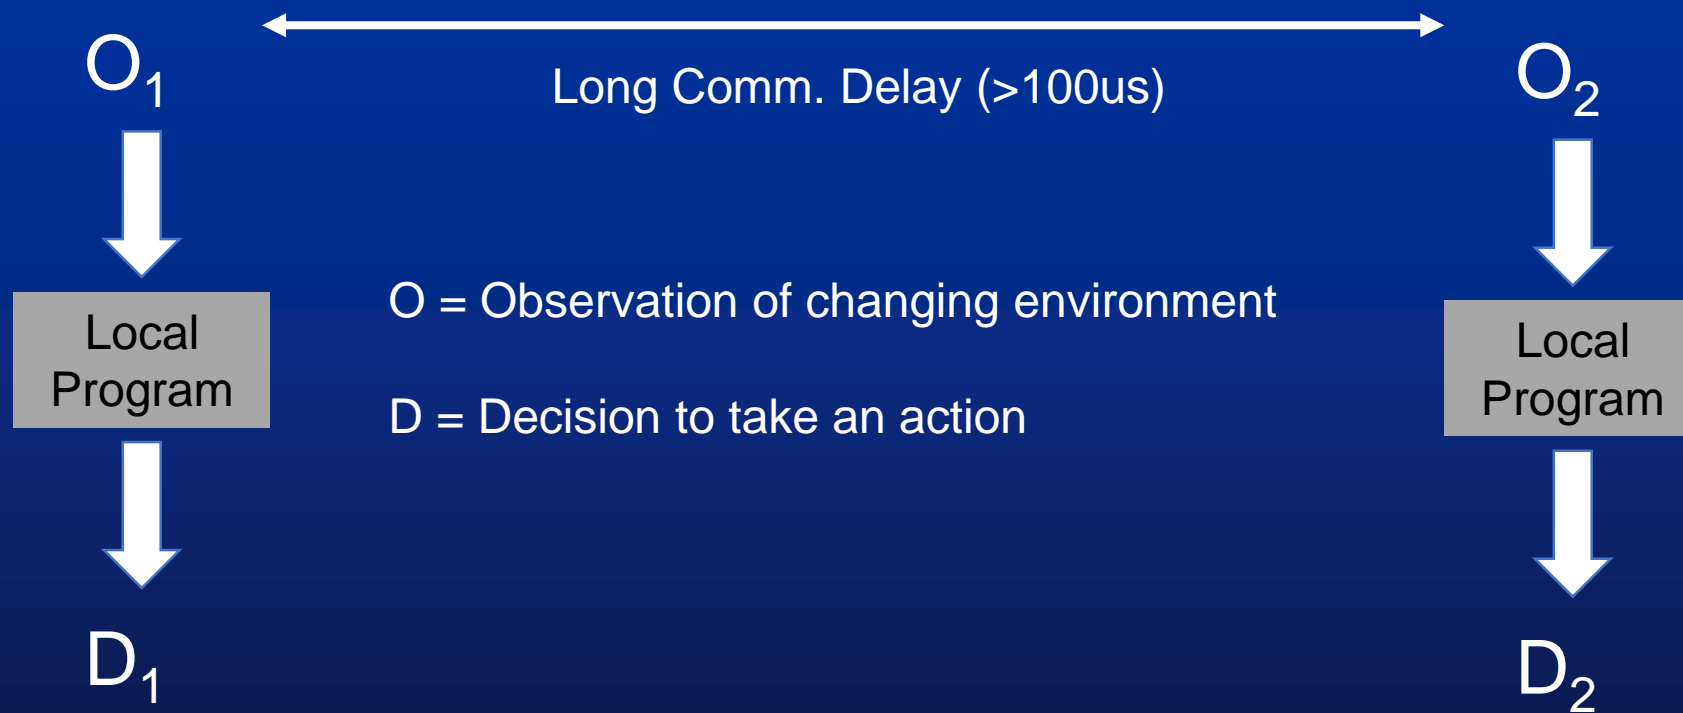 O₁
Long Comm. Delay (>100us)
O₂
O = Observation of changing environment
Local
Program
Local
Program
D = Decision to take an action
D₁
D₂